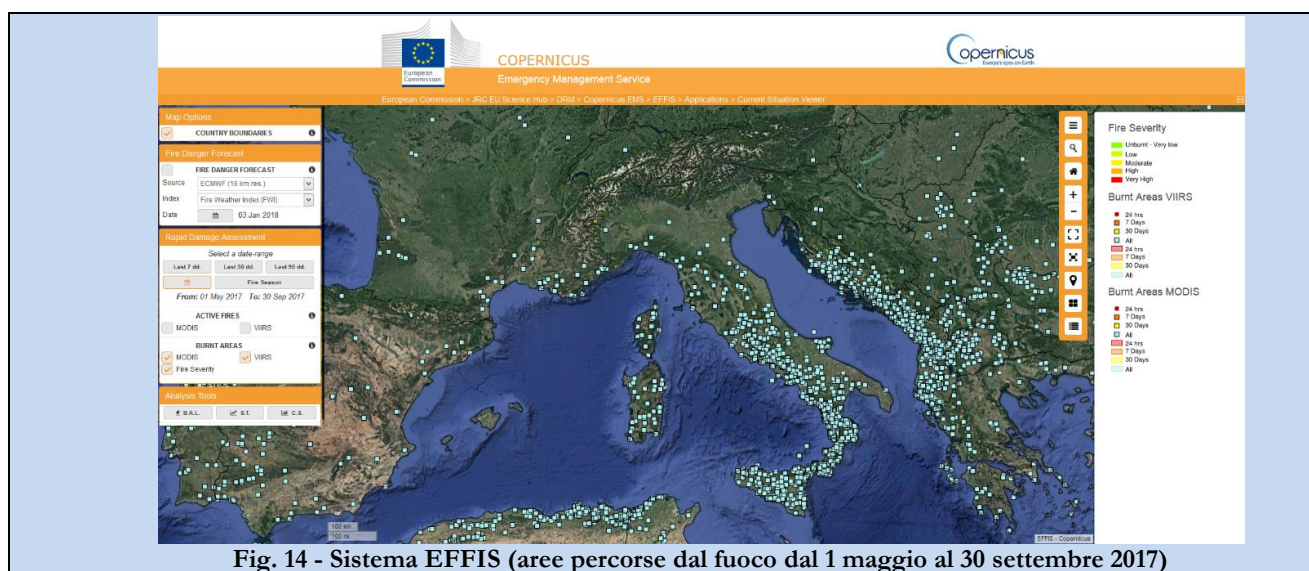 European
Commission
COPERNICUS
Emergency Management Service
European Commission > JRC EU Science Hub > DRM > Copernicus EMS > EFFIS > Applications > Current Situation Viewer
opernicus
Europe's eyes on Earth
Map Options
COUNTRY BOUNDARIES
Fire Danger Forecast
FIRE DANGER FORECAST
Source ECMWF (16 km res.)
Index Fire Weather Index (FWI)
Date 03 Jan 2018
Rapid Damage Assessment
Select a date-range
Last 7 dd. Last 30 dd. Last 90 dd.
Fire Season
From: 01 May 2017 To: 30 Sep 2017
ACTIVE FIRES
MODIS VIIRS
BURNT AREAS
MODIS VIIRS
Fire Severity
Analysis Tools
B.A.L. S.T. C.S.
100 km
100 mi
Fire Severity
Unburnt - Very low
Low
Moderate
High
Very High
Burnt Areas VIIRS
24 hrs
7 Days
30 Days
All
24 hrs
7 Days
30 Days
All
Burnt Areas MODIS
24 hrs
7 Days
30 Days
All
24 hrs
7 Days
30 Days
All
EFFIS - Copernicus
Fig. 14 - Sistema EFFIS (aree percorse dal fuoco dal 1 maggio al 30 settembre 2017)